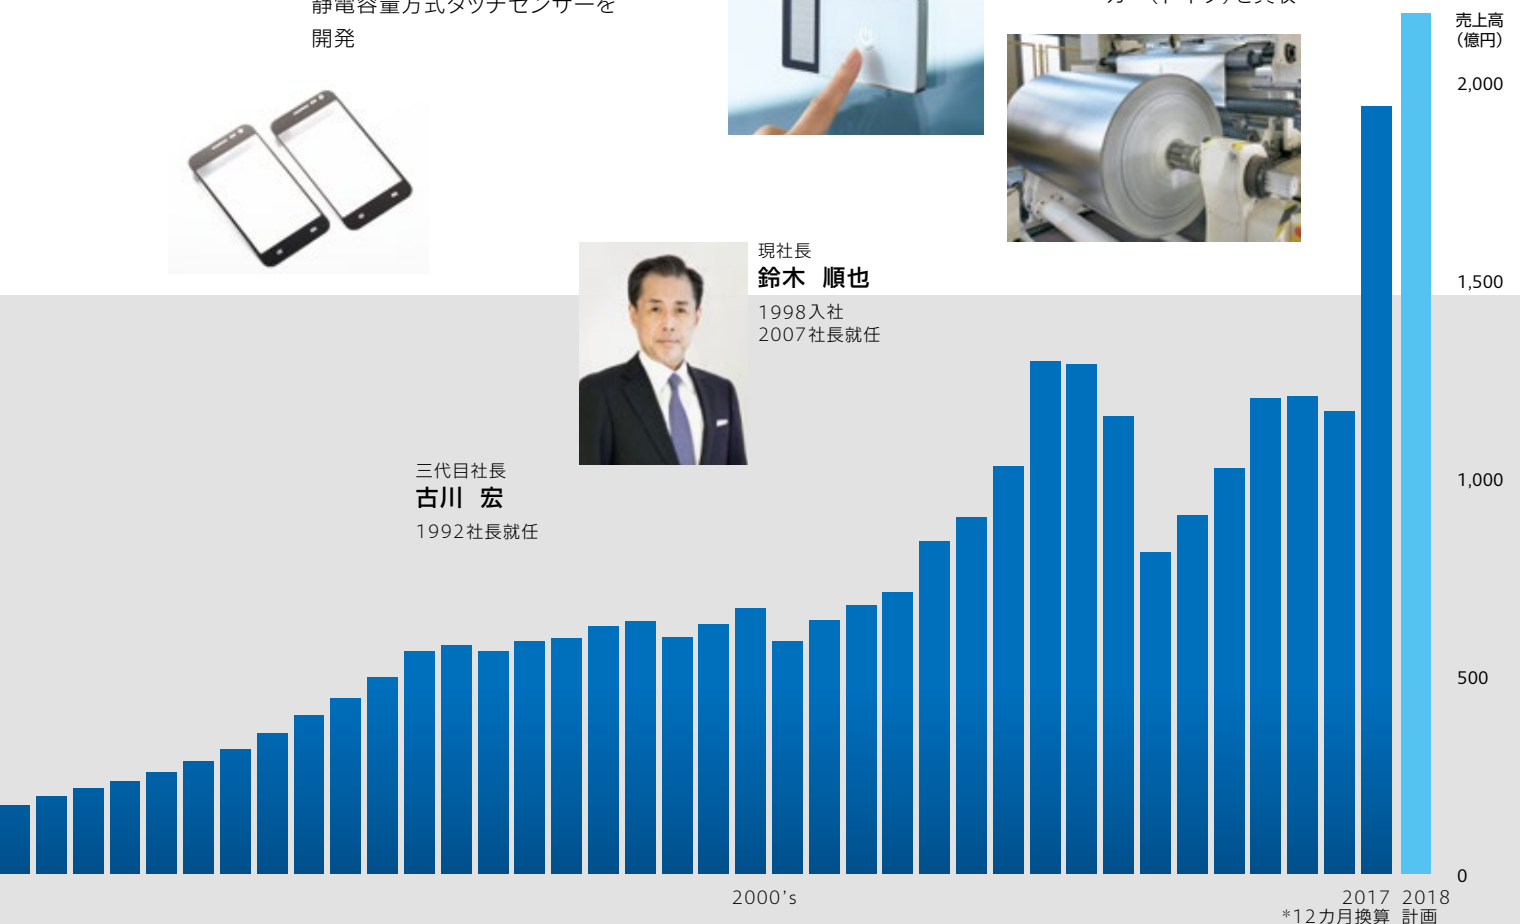 静電容量方式タッチセンサーを
開発
売上高
（億円）
2,000
1,500
1,000
500
0
現社長
鈴木 順也
1998入社
2007社長就任
三代目社長
古川 宏
1992社長就任
2000's
2017 2018
*12カ月換算 計画